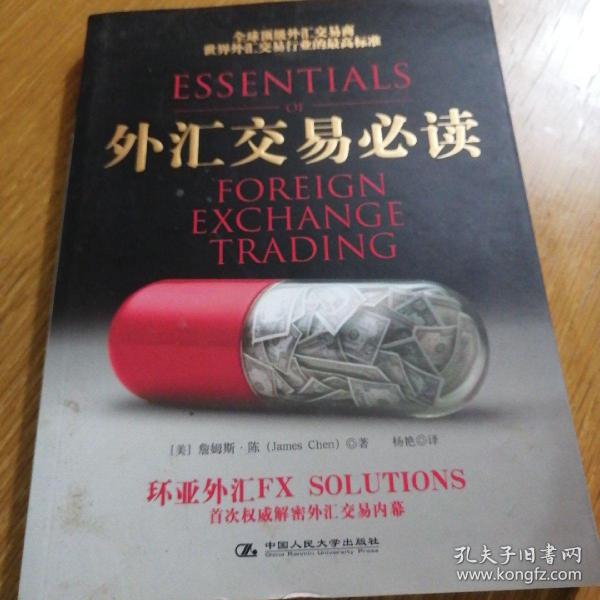 全球顶级外汇交易商
世界外汇交易行业的最高标准
ESSENTIALS
OF
外汇交易必读
FOREIGN
EXCHANGE
TRADING
[美] 詹姆斯·陈 (James Chen) ◎著 杨艳◎译
环亚外汇FX SOLUTIONS
首次权威解密外汇交易内幕
中国人民大学出版社
China Renmin University Press
孔夫子旧书网
www.kongfz.com